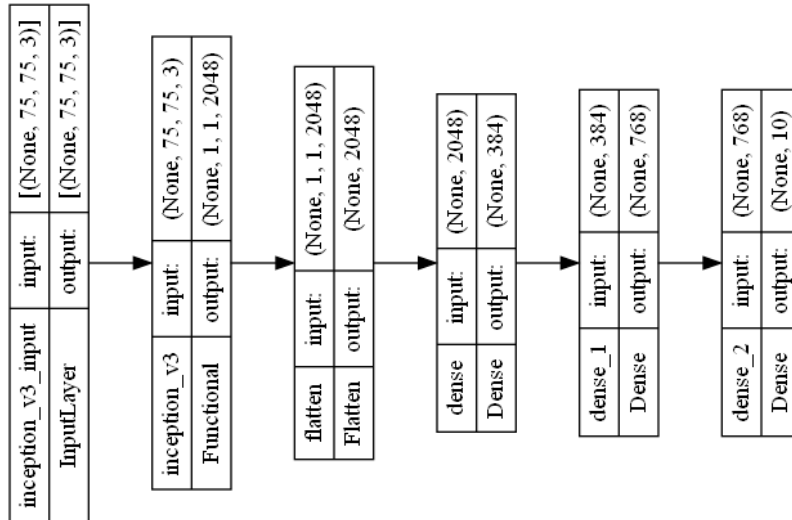 inception_v3_input input: [(None, 75, 75, 3)]
InputLayer output: [(None, 75, 75, 3)]
inception_v3 input: (None, 75, 75, 3)
Functional output: (None, 1, 1, 2048)
flatten input: (None, 1, 1, 2048)
Flatten output: (None, 2048)
dense input: (None, 2048)
Dense output: (None, 384)
dense_1 input: (None, 384)
Dense output: (None, 768)
dense_2 input: (None, 768)
Dense output: (None, 10)